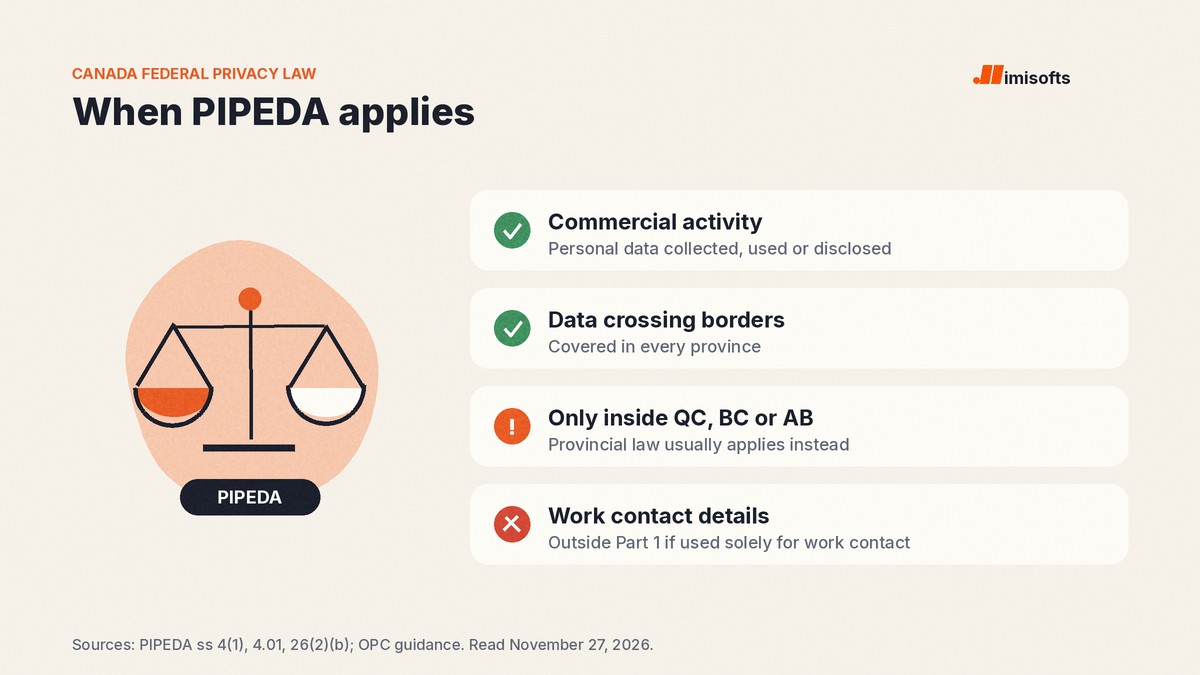 CANADA FEDERAL PRIVACY LAW
When PIPEDA applies
imisofts
Commercial activity
Personal data collected, used or disclosed
Data crossing borders
Covered in every province
Only inside QC, BC or AB
Provincial law usually applies instead
Work contact details
Outside Part 1 if used solely for work contact
PIPEDA
Sources: PIPEDA ss 4(1), 4.01, 26(2)(b); OPC guidance. Read November 27, 2026.